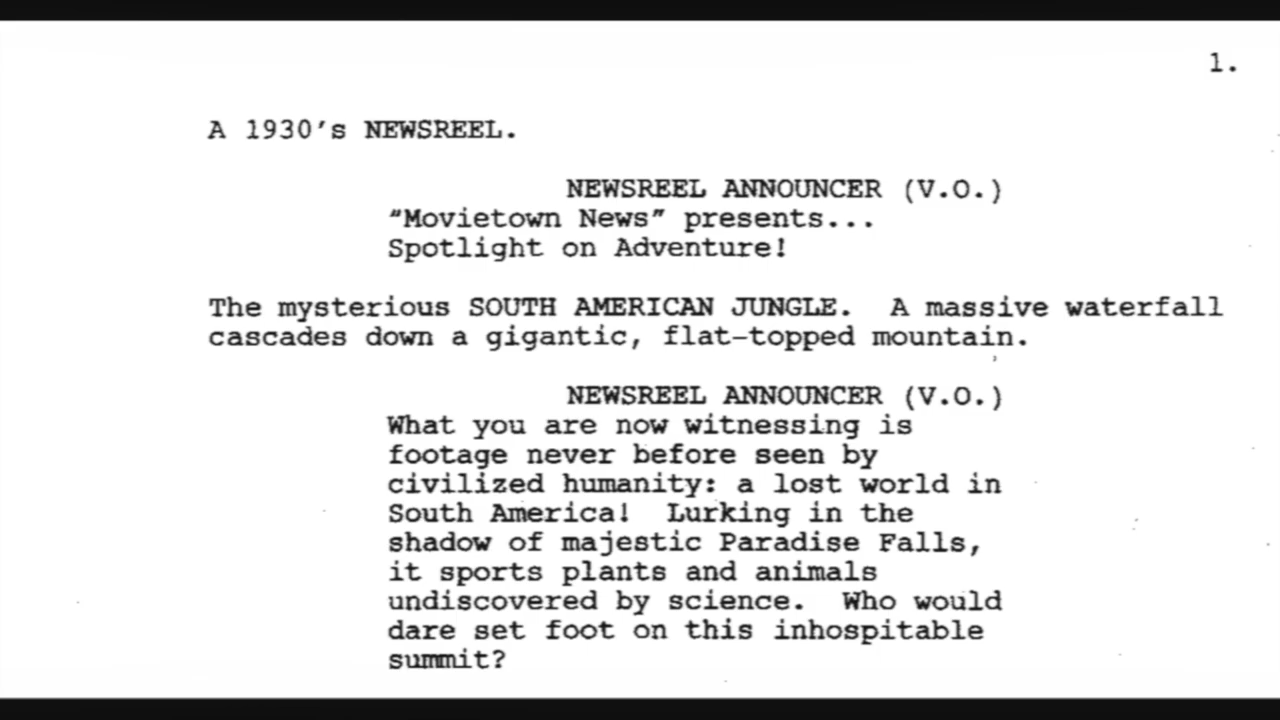 1.
A 1930's NEWSREEL.
NEWSREEL ANNOUNCER (V.O.)
"Movietown News" presents...
Spotlight on Adventure!
The mysterious SOUTH AMERICAN JUNGLE.  A massive waterfall
cascades down a gigantic, flat-topped mountain.
NEWSREEL ANNOUNCER (V.O.)
What you are now witnessing is
footage never before seen by
civilized humanity: a lost world in
South America!  Lurking in the
shadow of majestic Paradise Falls,
it sports plants and animals
undiscovered by science.  Who would
dare set foot on this inhospitable
summit?